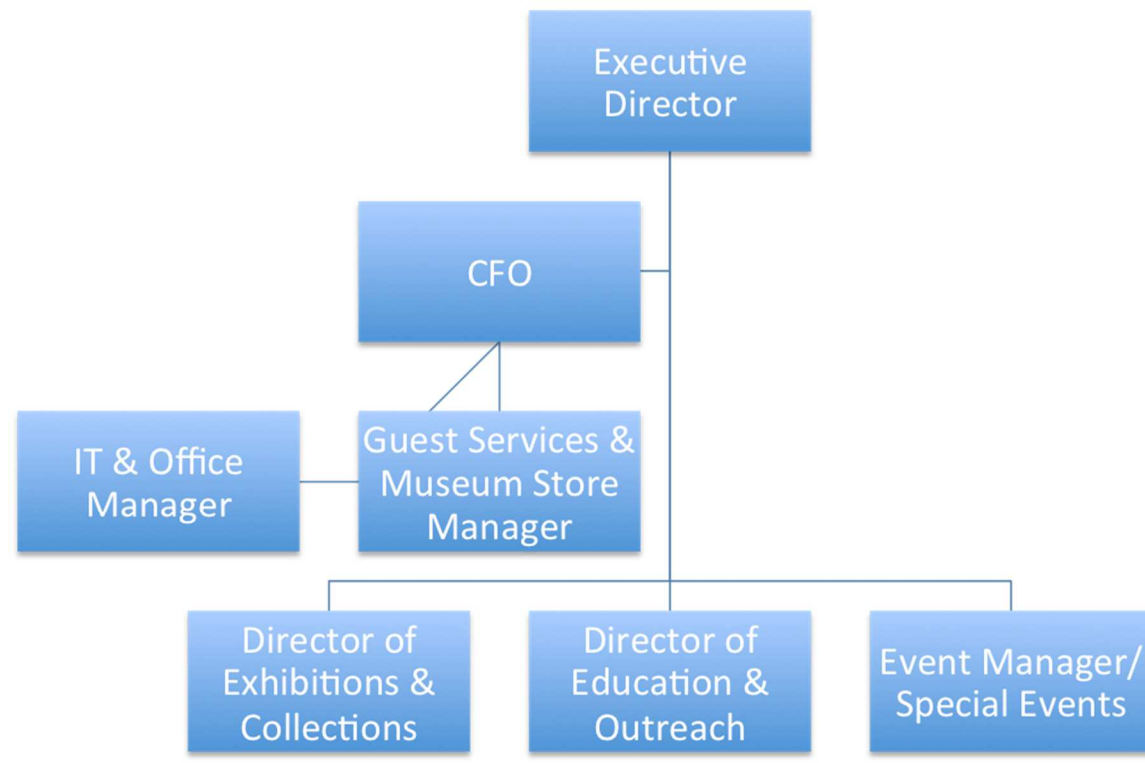 Executive
Director
CFO
IT & Office
Manager
Guest Services &
Museum Store
Manager
Director of
Exhibitions &
Collections
Director of
Education &
Outreach
Event Manager/
Special Events